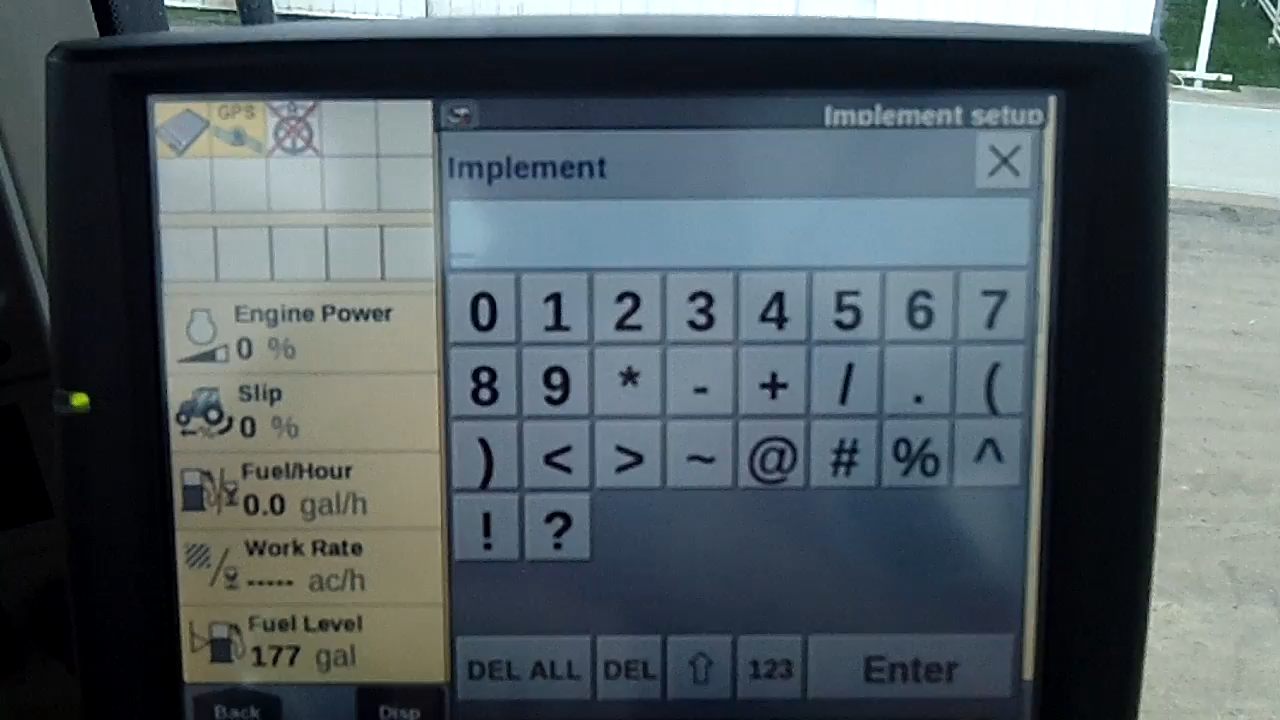 GPS
Implement setup
Implement
0 1 2 3 4 5 6 7
8 9 * - + / . (
) < > ~ @ # % ^
! ?
DEL ALL DEL ⇧ 123 Enter
Engine Power
0 %
Slip
0 %
Fuel/Hour
0.0 gal/h
Work Rate
----- ac/h
Fuel Level
177 gal
Back Disp